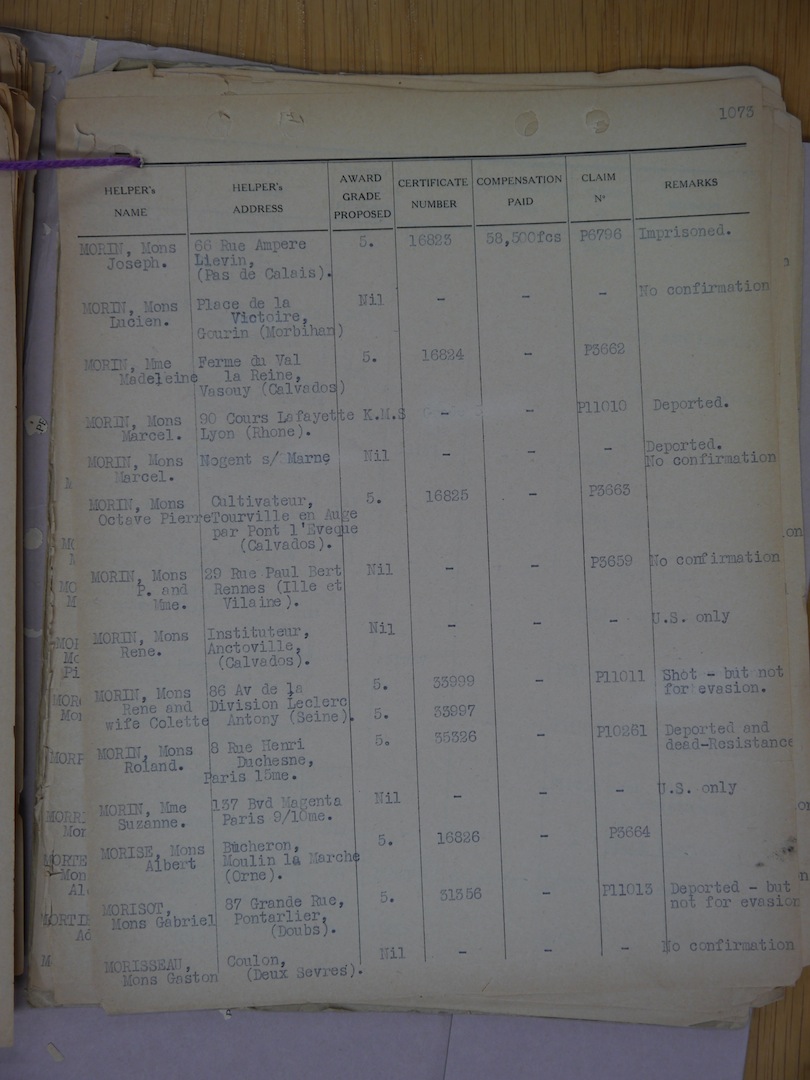 1073
HELPER's NAME
HELPER's ADDRESS
AWARD GRADE PROPOSED
CERTIFICATE NUMBER
COMPENSATION PAID
CLAIM N°
REMARKS
MORIN, Mons 66 Rue Ampere 5. 16823 58,500fcs P6796 Imprisoned.
Joseph. Lievin,
(Pas de Calais).
MORIN, Mons Place de la Nil - - - No confirmation
Lucien. Victoire,
Gourin (Morbihan)
MORIN, Mme Ferme du Val 5. 16824 - P3662
Madeleine la Reine,
Vasouy (Calvados)
MORIN, Mons 90 Cours Lafayette K.M.S - - P11010 Deported.
Marcel. Lyon (Rhone).
MORIN, Mons Nogent s/ Marne Nil - - - Deported.
Marcel. No confirmation
MORIN, Mons Cultivateur, 5. 16825 - P3663
Octave Pierre Tourville en Auge
par Pont l'Eveque
(Calvados).
MORIN, Mons 29 Rue Paul Bert Nil - - P3659 No confirmation
P. and Rennes (Ille et
Mme. Vilaine).
MORIN, Mons Instituteur, Nil - - - U.S. only
Rene. Anctoville,
(Calvados).
MORIN, Mons 86 Av de la 5. 33999 - P11011 Shot - but not
Rene and Division Leclerc for evasion.
wife Colette Antony (Seine). 5. 33997
MORIN, Mons 8 Rue Henri 5. 35326 - P10261 Deported and
Roland. Duchesne, dead-Resistance
Paris 15me.
MORIN, Mme 137 Bvd Magenta Nil - - - U.S. only
Suzanne. Paris 9/10me.
MORISE, Mons Bucheron, 5. 16826 - P3664
Albert Moulin la Marche
(Orne).
MORISOT, 87 Grande Rue, 5. 31356 - P11013 Deported - but
Mons Gabriel Pontarlier, not for evasion
(Doubs).
MORISSEAU, Coulon, Nil - - - No confirmation
Mons Gaston (Deux Sevres).